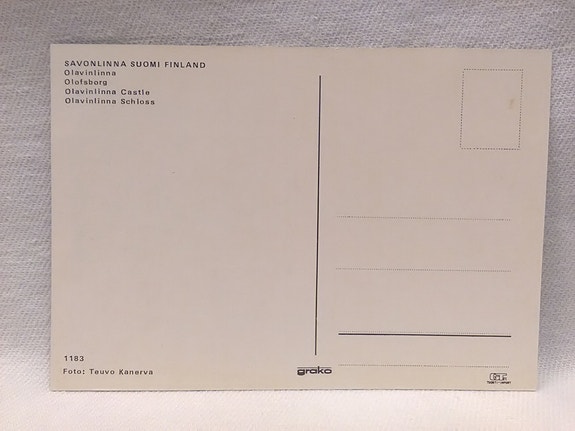 SAVONLINNA SUOMI FINLAND
Olavinlinna
Olofsborg
Olavinlinna Castle
Olavinlinna Schloss
1183
Foto: Teuvo Kanerva
grako